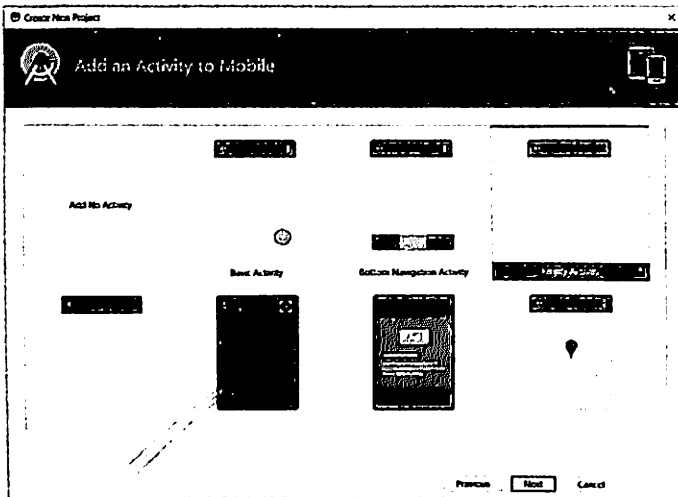 Create New Project
Add an Activity to Mobile
Add No Activity
Basic Activity
Bottom Navigation Activity
Empty Activity
Previous
Next
Cancel